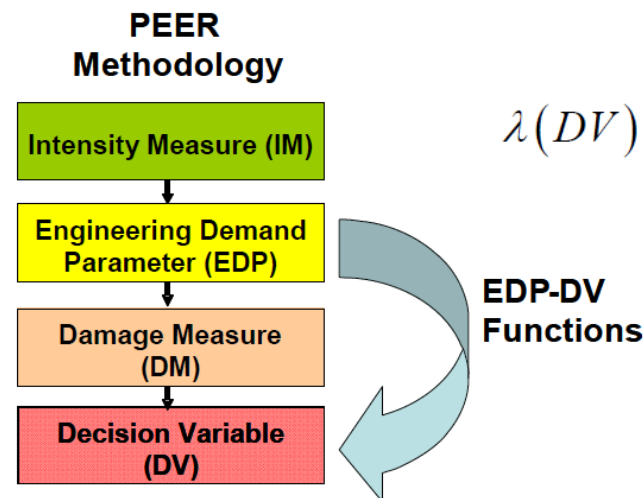 PEER
Methodology
λ(DV)
Intensity Measure (IM)
Engineering Demand
Parameter (EDP)
EDP-DV
Functions
Damage Measure
(DM)
Decision Variable
(DV)